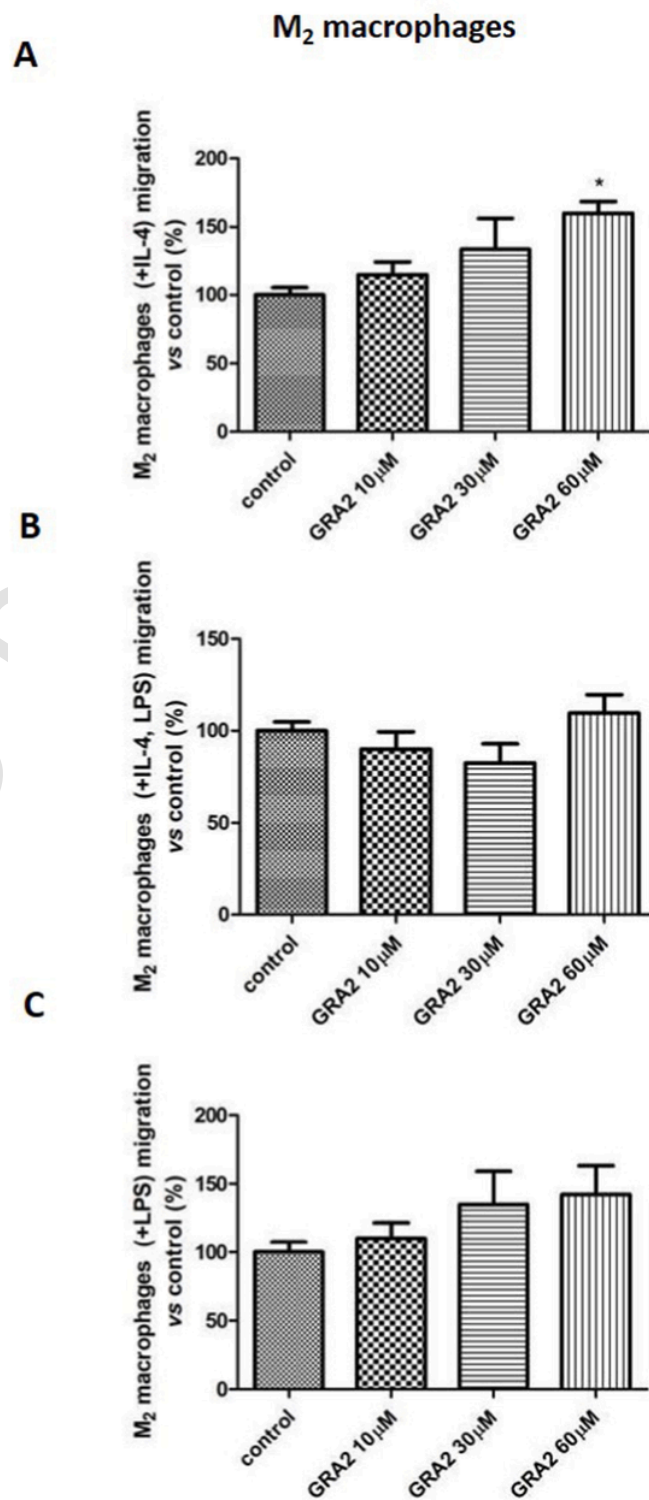 M₂ macrophages
A
M₂ macrophages (+IL-4) migration
vs control (%)
200
150
100
50
0
*
control
GRA2 10µM
GRA2 30µM
GRA2 60µM
B
M₂ macrophages (+IL-4, LPS) migration
vs control (%)
150
100
50
0
control
GRA2 10µM
GRA2 30µM
GRA2 60µM
C
M₂ macrophages (+LPS) migration
vs control (%)
200
150
100
50
0
control
GRA2 10µM
GRA2 30µM
GRA2 60µM